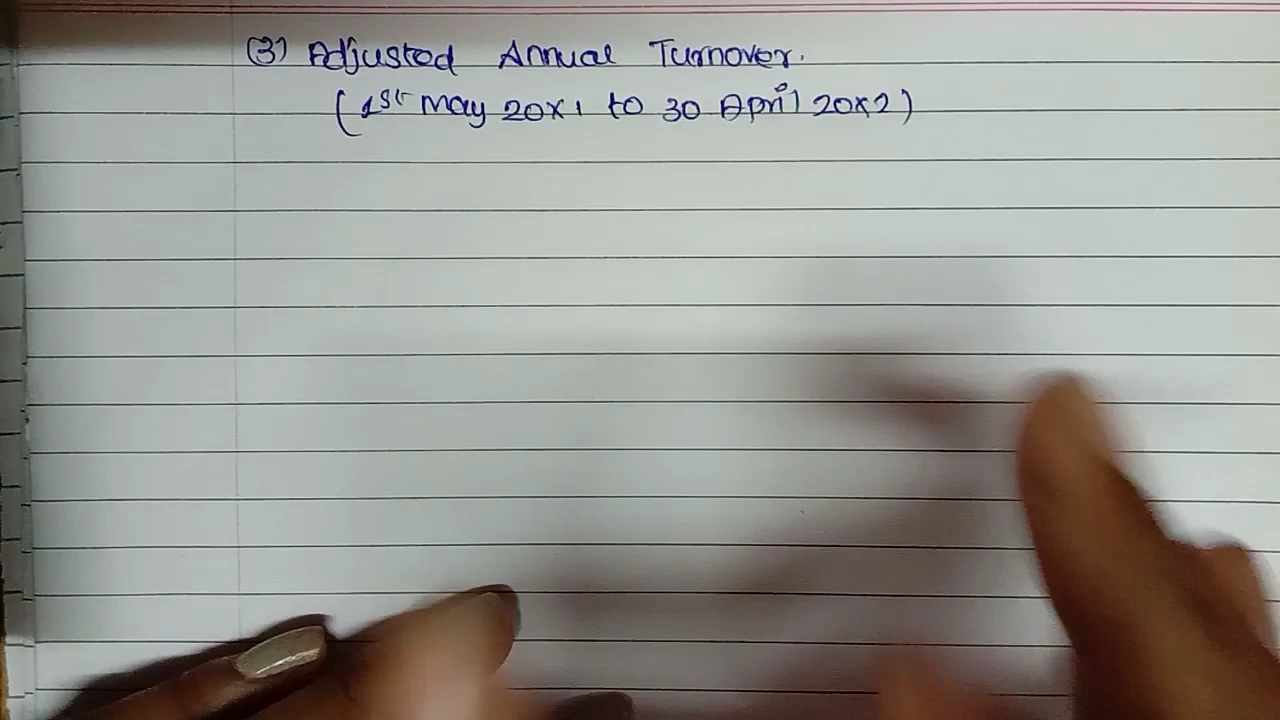 (3) Adjusted Annual Turnover.
(1st May 20x1 to 30 April 20x2)